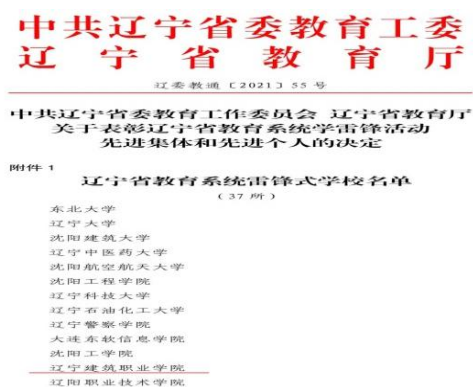 中共辽宁省委教育工委
辽宁省教育厅
辽委教通〔2021〕55号
中共辽宁省委教育工作委员会 辽宁省教育厅
关于表彰辽宁省教育系统学雷锋活动
先进集体和先进个人的决定
附件 1
辽宁省教育系统雷锋式学校名单
(37 所)
东北大学
辽宁大学
沈阳建筑大学
辽宁中医药大学
沈阳航空航天大学
沈阳工程学院
辽宁科技大学
辽宁石油化工大学
辽宁警察学院
大连东软信息学院
沈阳工学院
辽宁建筑职业学院
辽阳职业技术学院